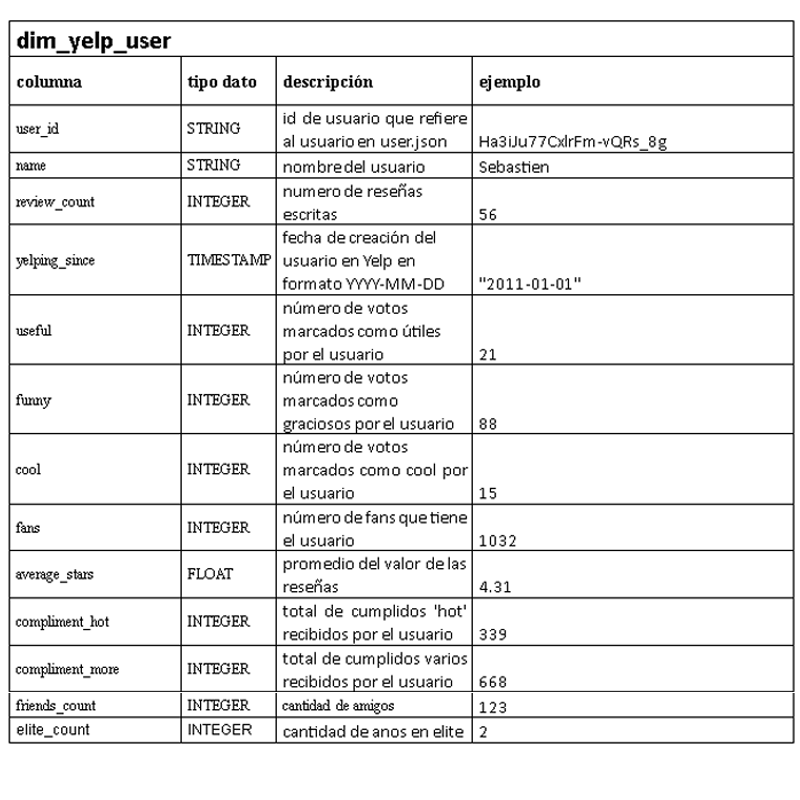 dim_yelp_user
columna tipo dato descripción ejemplo
user_id STRING id de usuario que refiere
al usuario en user.json Ha3iJu77CxlrFm-vQRs_8g
name STRING nombre del usuario Sebastien
review_count INTEGER numero de reseñas
escritas 56
yelping_since TIMESTAMP fecha de creación del
usuario en Yelp en
formato YYYY-MM-DD "2011-01-01"
useful INTEGER número de votos
marcados como útiles
por el usuario 21
funny INTEGER número de votos
marcados como
graciosos por el usuario 88
cool INTEGER número de votos
marcados como cool por
el usuario 15
fans INTEGER número de fans que tiene
el usuario 1032
average_stars FLOAT promedio del valor de las
reseñas 4.31
compliment_hot INTEGER total de cumplidos 'hot'
recibidos por el usuario 339
compliment_more INTEGER total de cumplidos varios
recibidos por el usuario 668
friends_count INTEGER cantidad de amigos 123
elite_count INTEGER cantidad de anos en elite 2